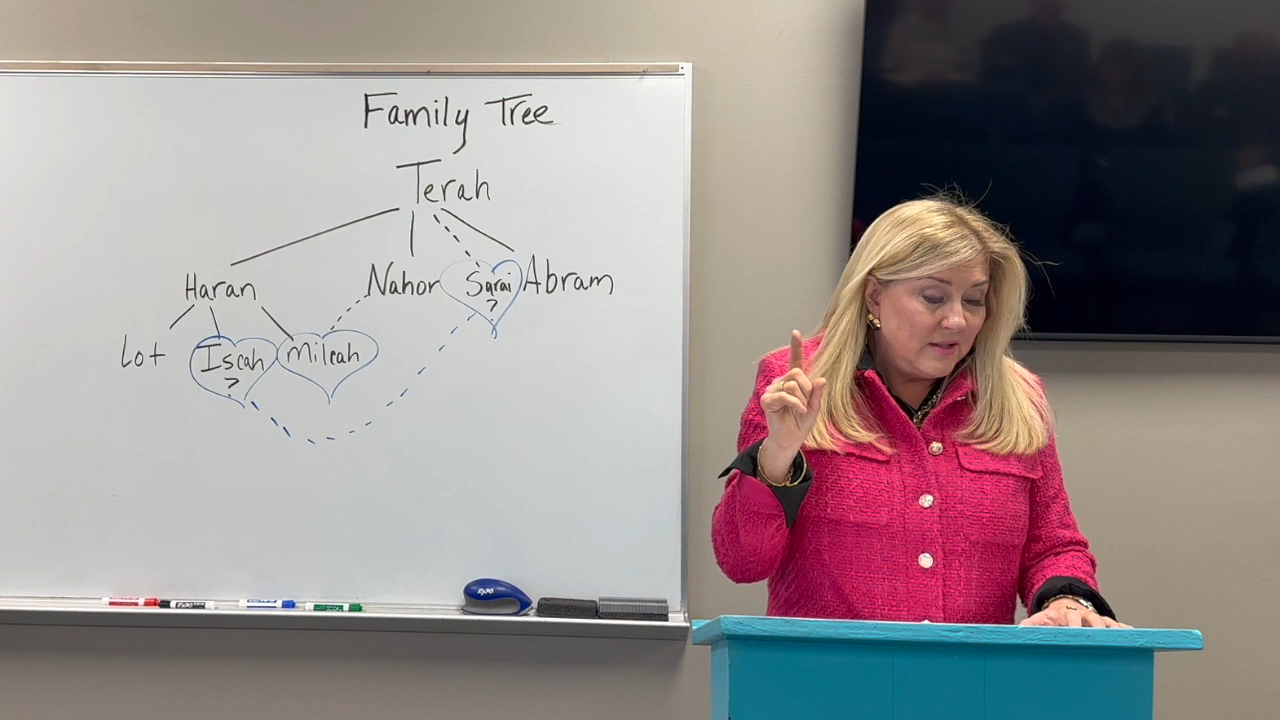 Family Tree
Terah
Haran Nahor Sarai Abram
?
Lot Iscah Milcah
?
EXPO